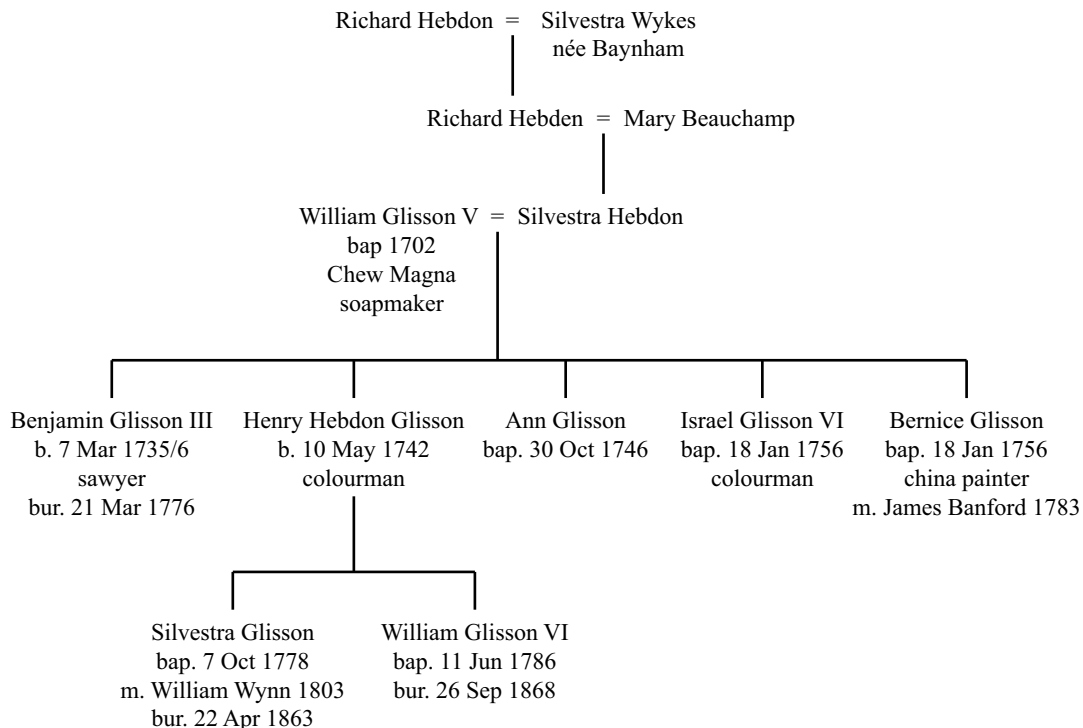 Richard Hebdon = Silvestra Wykes
née Baynham
Richard Hebden = Mary Beauchamp
William Glisson V = Silvestra Hebdon
bap 1702
Chew Magna
soapmaker
Benjamin Glisson III
b. 7 Mar 1735/6
sawyer
bur. 21 Mar 1776
Henry Hebdon Glisson
b. 10 May 1742
colourman
Ann Glisson
bap. 30 Oct 1746
Israel Glisson VI
bap. 18 Jan 1756
colourman
Bernice Glisson
bap. 18 Jan 1756
china painter
m. James Banford 1783
Silvestra Glisson
bap. 7 Oct 1778
m. William Wynn 1803
bur. 22 Apr 1863
William Glisson VI
bap. 11 Jun 1786
bur. 26 Sep 1868